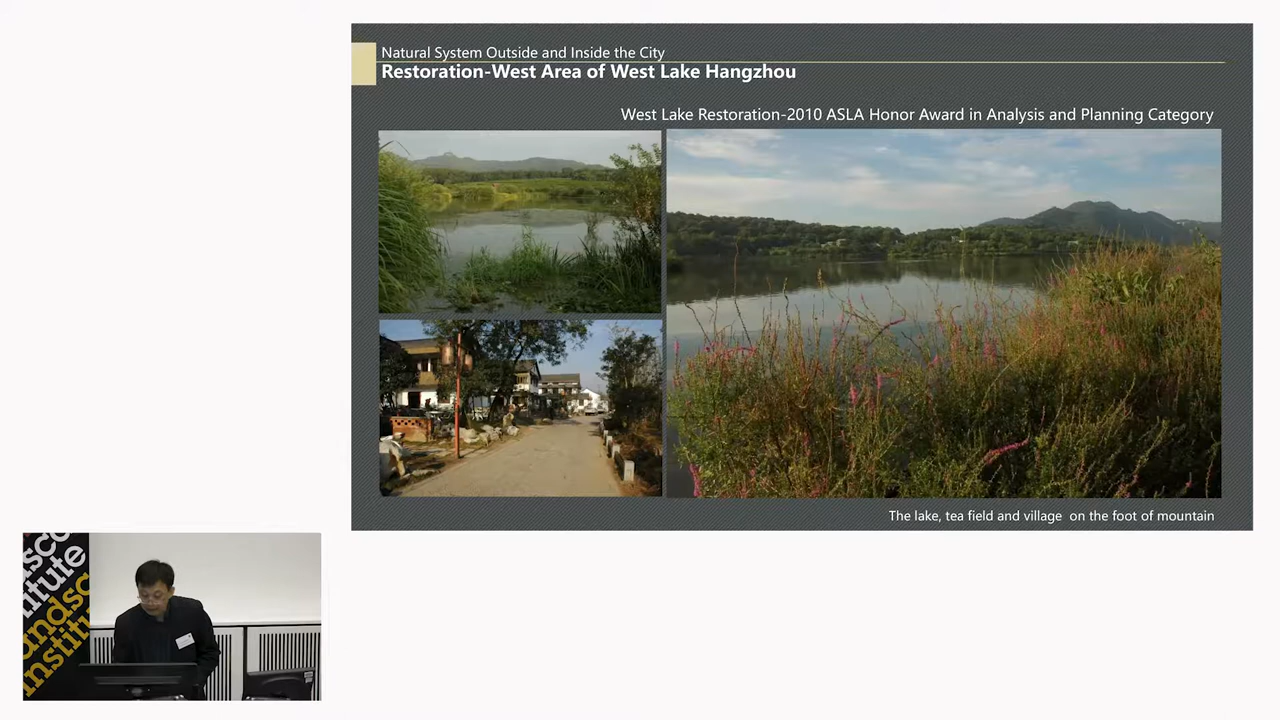 Natural System Outside and Inside the City
Restoration-West Area of West Lake Hangzhou
West Lake Restoration-2010 ASLA Honor Award in Analysis and Planning Category
The lake, tea field and village on the foot of mountain